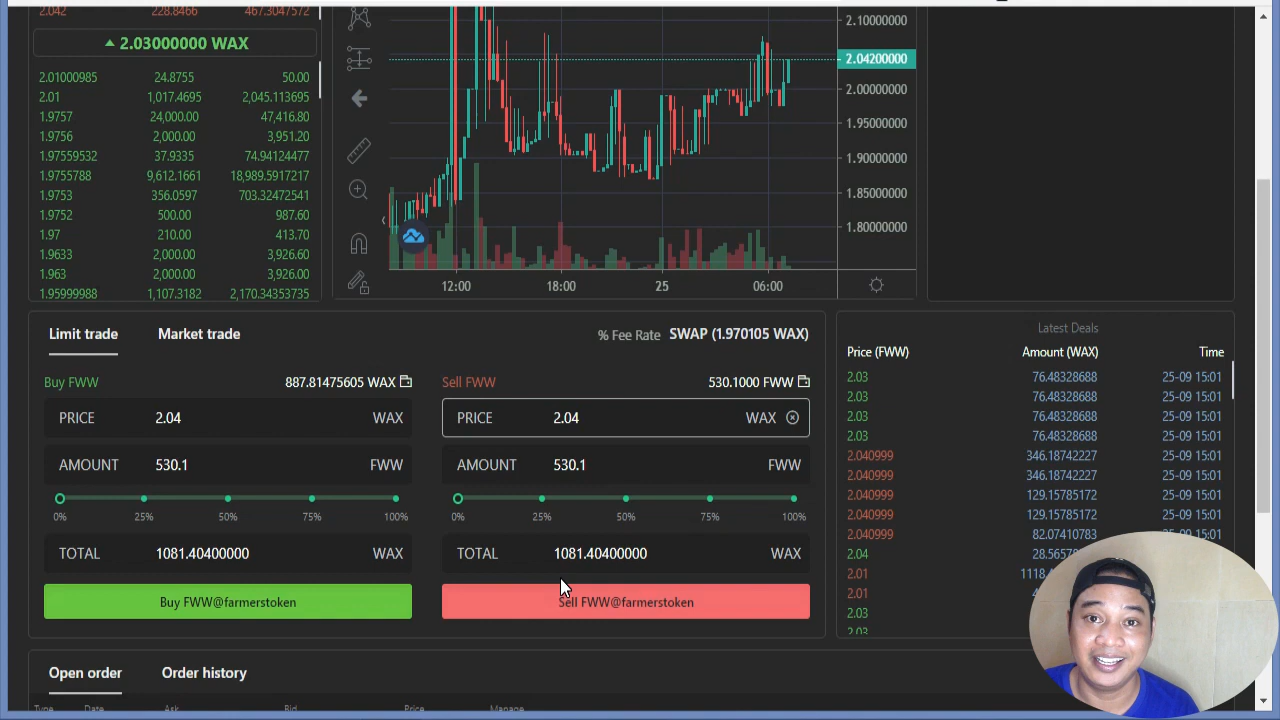 2.042 228.8466 467.3047572
2.03000000 WAX
2.01000985 24.8755 50.00
2.01 1,017.4695 2,045.113695
1.9757 24,000.00 47,416.80
1.9756 2,000.00 3,951.20
1.97559532 37.9335 74.94124477
1.9755788 9,612.1661 18,989.5917217
1.9753 356.0597 703.32472541
1.9752 500.00 987.60
1.97 210.00 413.70
1.9633 2,000.00 3,926.60
1.963 2,000.00 3,926.00
1.95999988 1,107.3182 2,170.34353735
2.10000000
2.04200000
2.00000000
1.95000000
1.90000000
1.85000000
1.80000000
12:00 18:00 25 06:00
Limit trade Market trade % Fee Rate SWAP (1.970105 WAX)
Buy FWW 887.81475605 WAX
PRICE 2.04 WAX
AMOUNT 530.1 FWW
0% 25% 50% 75% 100%
TOTAL 1081.40400000 WAX
Buy FWW@farmerstoken
Sell FWW 530.1000 FWW
PRICE 2.04 WAX
AMOUNT 530.1 FWW
0% 25% 50% 75% 100%
TOTAL 1081.40400000 WAX
Sell FWW@farmerstoken
Latest Deals
Price (FWW) Amount (WAX) Time
2.03 76.48328688 25-09 15:01
2.03 76.48328688 25-09 15:01
2.03 76.48328688 25-09 15:01
2.03 76.48328688 25-09 15:01
2.040999 346.18742227 25-09 15:01
2.040999 346.18742227 25-09 15:01
2.040999 129.15785172 25-09 15:01
2.040999 129.15785172 25-09 15:01
2.040999 82.07410783 25-09 15:01
2.04
2.01
2.01
2.03
2.03
Open order Order history
Type Date Ask Bid Price Manage